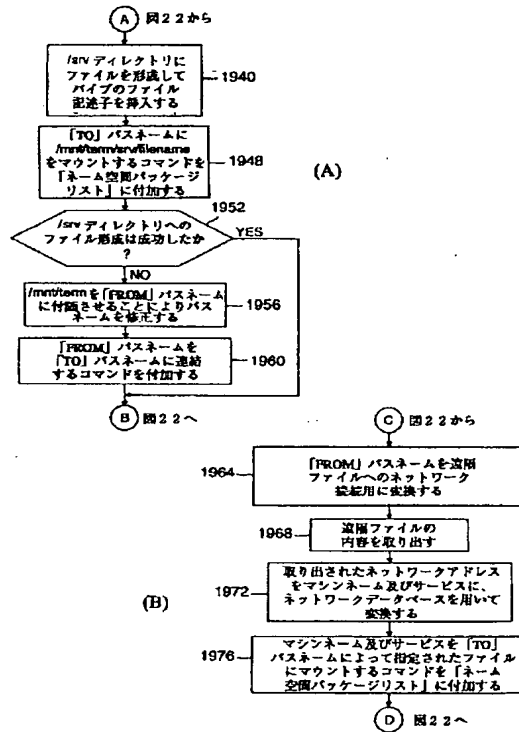 A 図22から
/srvディレクトリに
ファイルを形成して
パイプのファイル
記述子を挿入する
1940
「TO」パスネームに
/mnt/term/srv/filename
をマウントするコマンドを
「ネーム空間パッケージ
リスト」に付加する
1948
(A)
1952
/srvディレクトリへの
ファイル形成は成功したか
?
YES
NO
/mnt/termを「FROM」パスネーム
に付随させることによりパス
ネームを修正する
1956
「FROM」パスネームを
「TO」パスネームに連結
するコマンドを付加する
1960
B 図22へ
C 図22から
1964
「FROM」パスネームを遠隔
ファイルへのネットワーク
接続用に変換する
1968
遠隔ファイルの
内容を取り出す
(B)
1972
取り出されたネットワークアドレス
をマシンネーム及びサービスに、
ネットワークデータベースを用いて
変換する
1976
マシンネーム及びサービスを「TO」
パスネームによって指定されたファイル
にマウントするコマンドを「ネーム
空間パッケージリスト」に付加する
D 図22へ